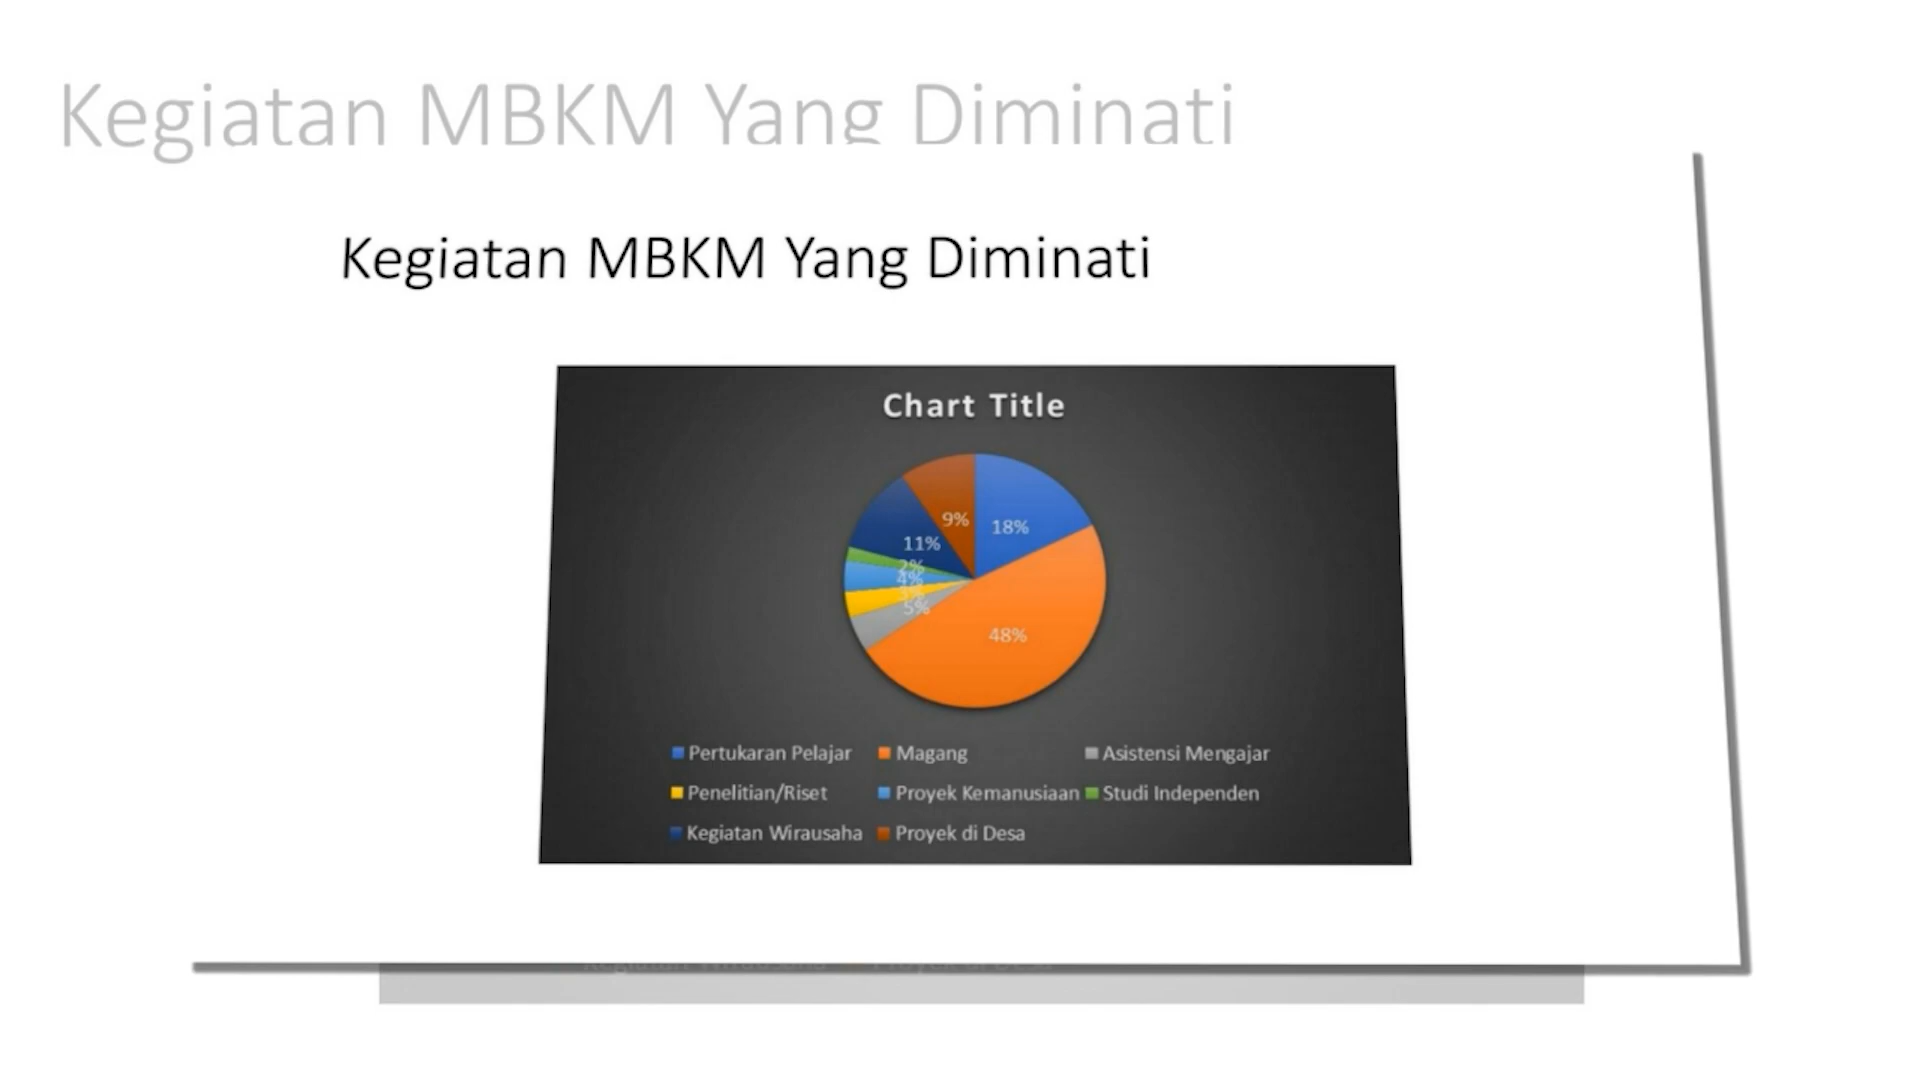 Kegiatan MBKM Yang Diminati
Kegiatan MBKM Yang Diminati
Chart Title
9%
18%
11%
2%
4%
3%
5%
48%
Pertukaran Pelajar Magang Asistensi Mengajar
Penelitian/Riset Proyek Kemanusiaan Studi Independen
Kegiatan Wirausaha Proyek di Desa